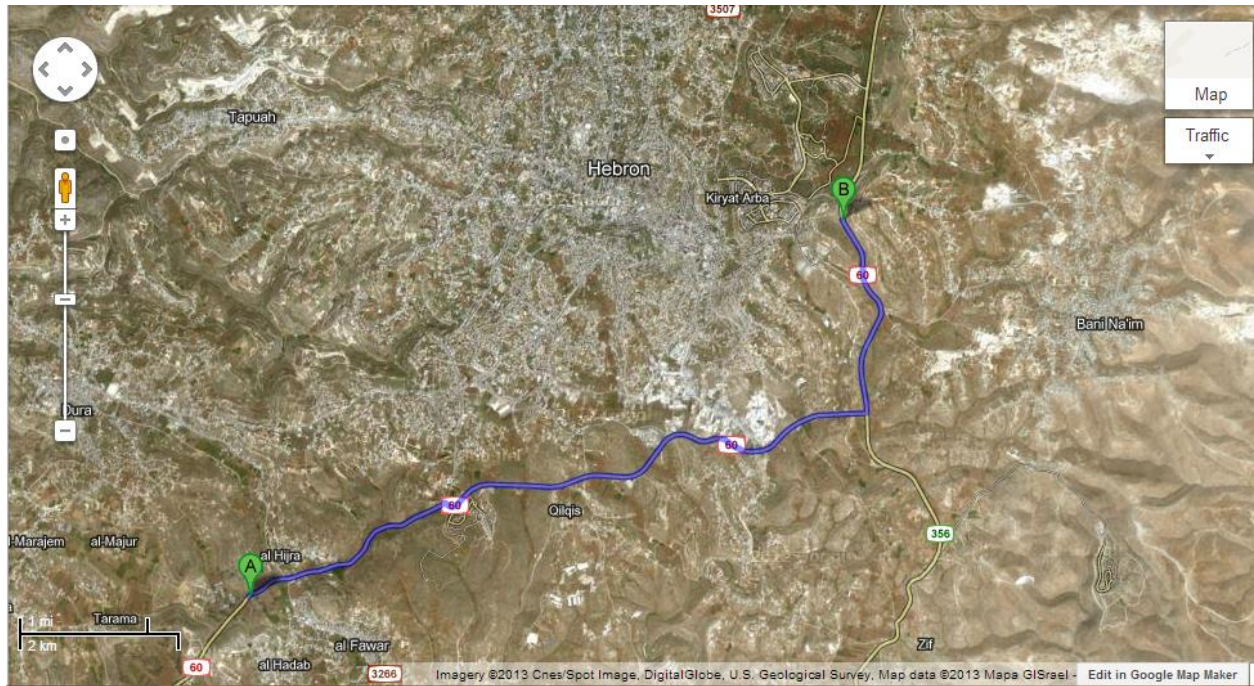 3507
Map
Traffic
Tapuah
Hebron
Kiryat Arba
B
60
Bani Na'im
Dura
60
60
Qilqis
356
l-Marajem
al-Majur
al Hijra
A
1 mi
Tarama
2 km
al Fawar
Zif
60
al Hadab
3266
Imagery ©2013 Cnes/Spot Image, DigitalGlobe, U.S. Geological Survey, Map data ©2013 Mapa GISrael -
Edit in Google Map Maker